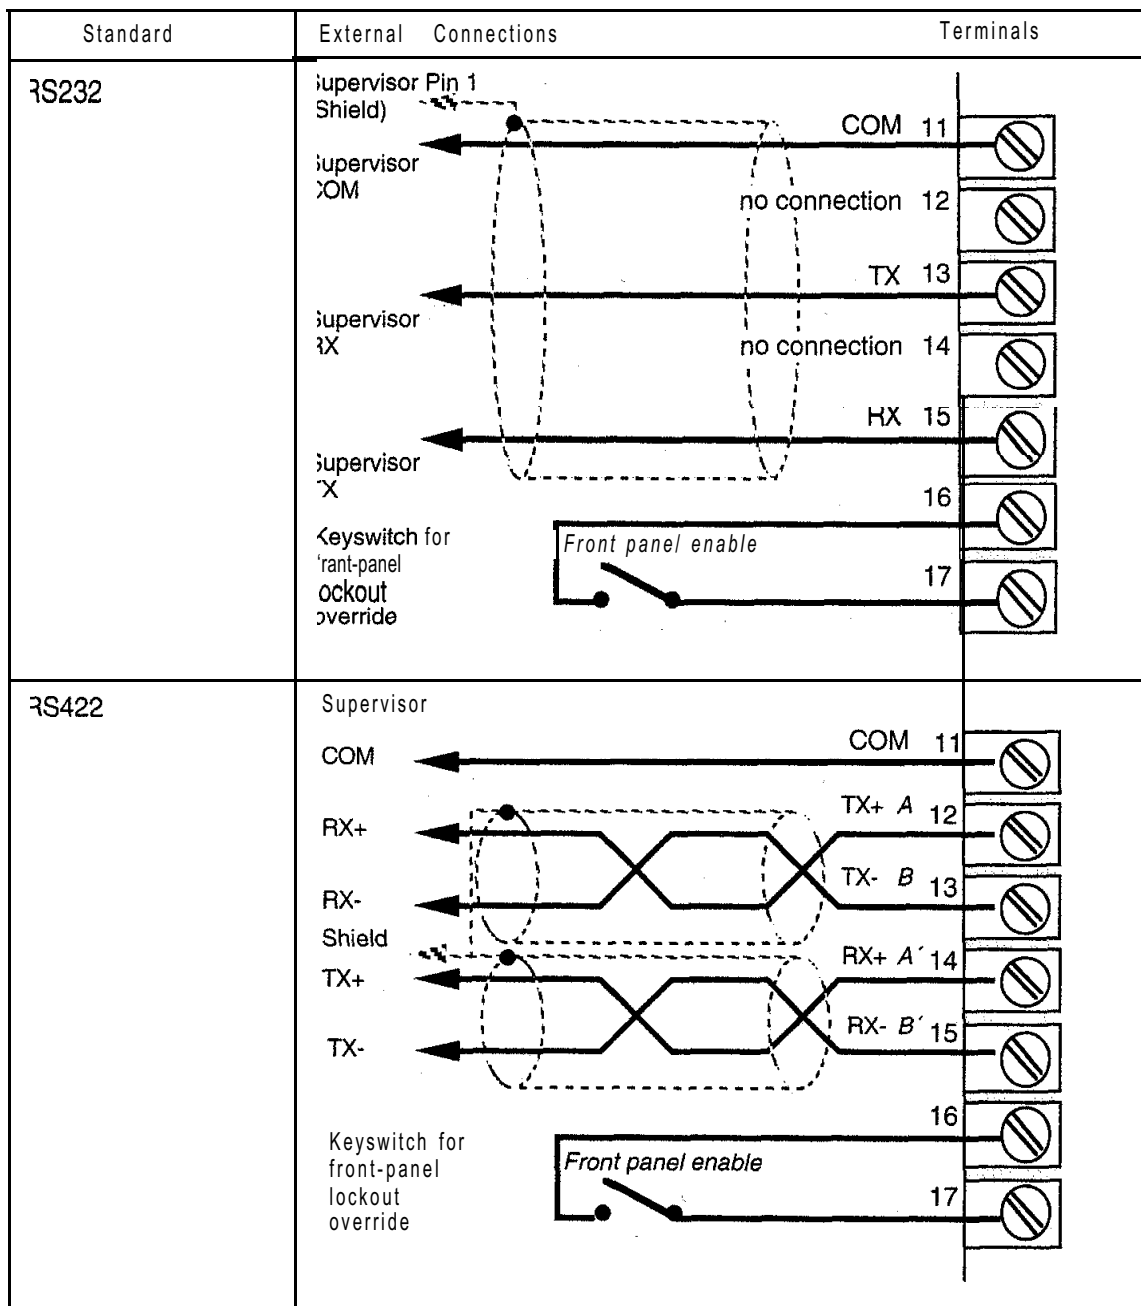 Standard
External Connections
Terminals
RS232
Supervisor Pin 1
(Shield)
COM 11
Supervisor
COM
no connection 12
TX 13
Supervisor
RX
no connection 14
RX 15
Supervisor
TX
16
Keyswitch for
'rant-panel
ockout
override
Front panel enable
17
RS422
Supervisor
COM
COM 11
TX+ A 12
RX+
TX- B 13
RX-
Shield
RX+ A´ 14
TX+
RX- B´ 15
TX-
16
Keyswitch for
front-panel
lockout
override
Front panel enable
17